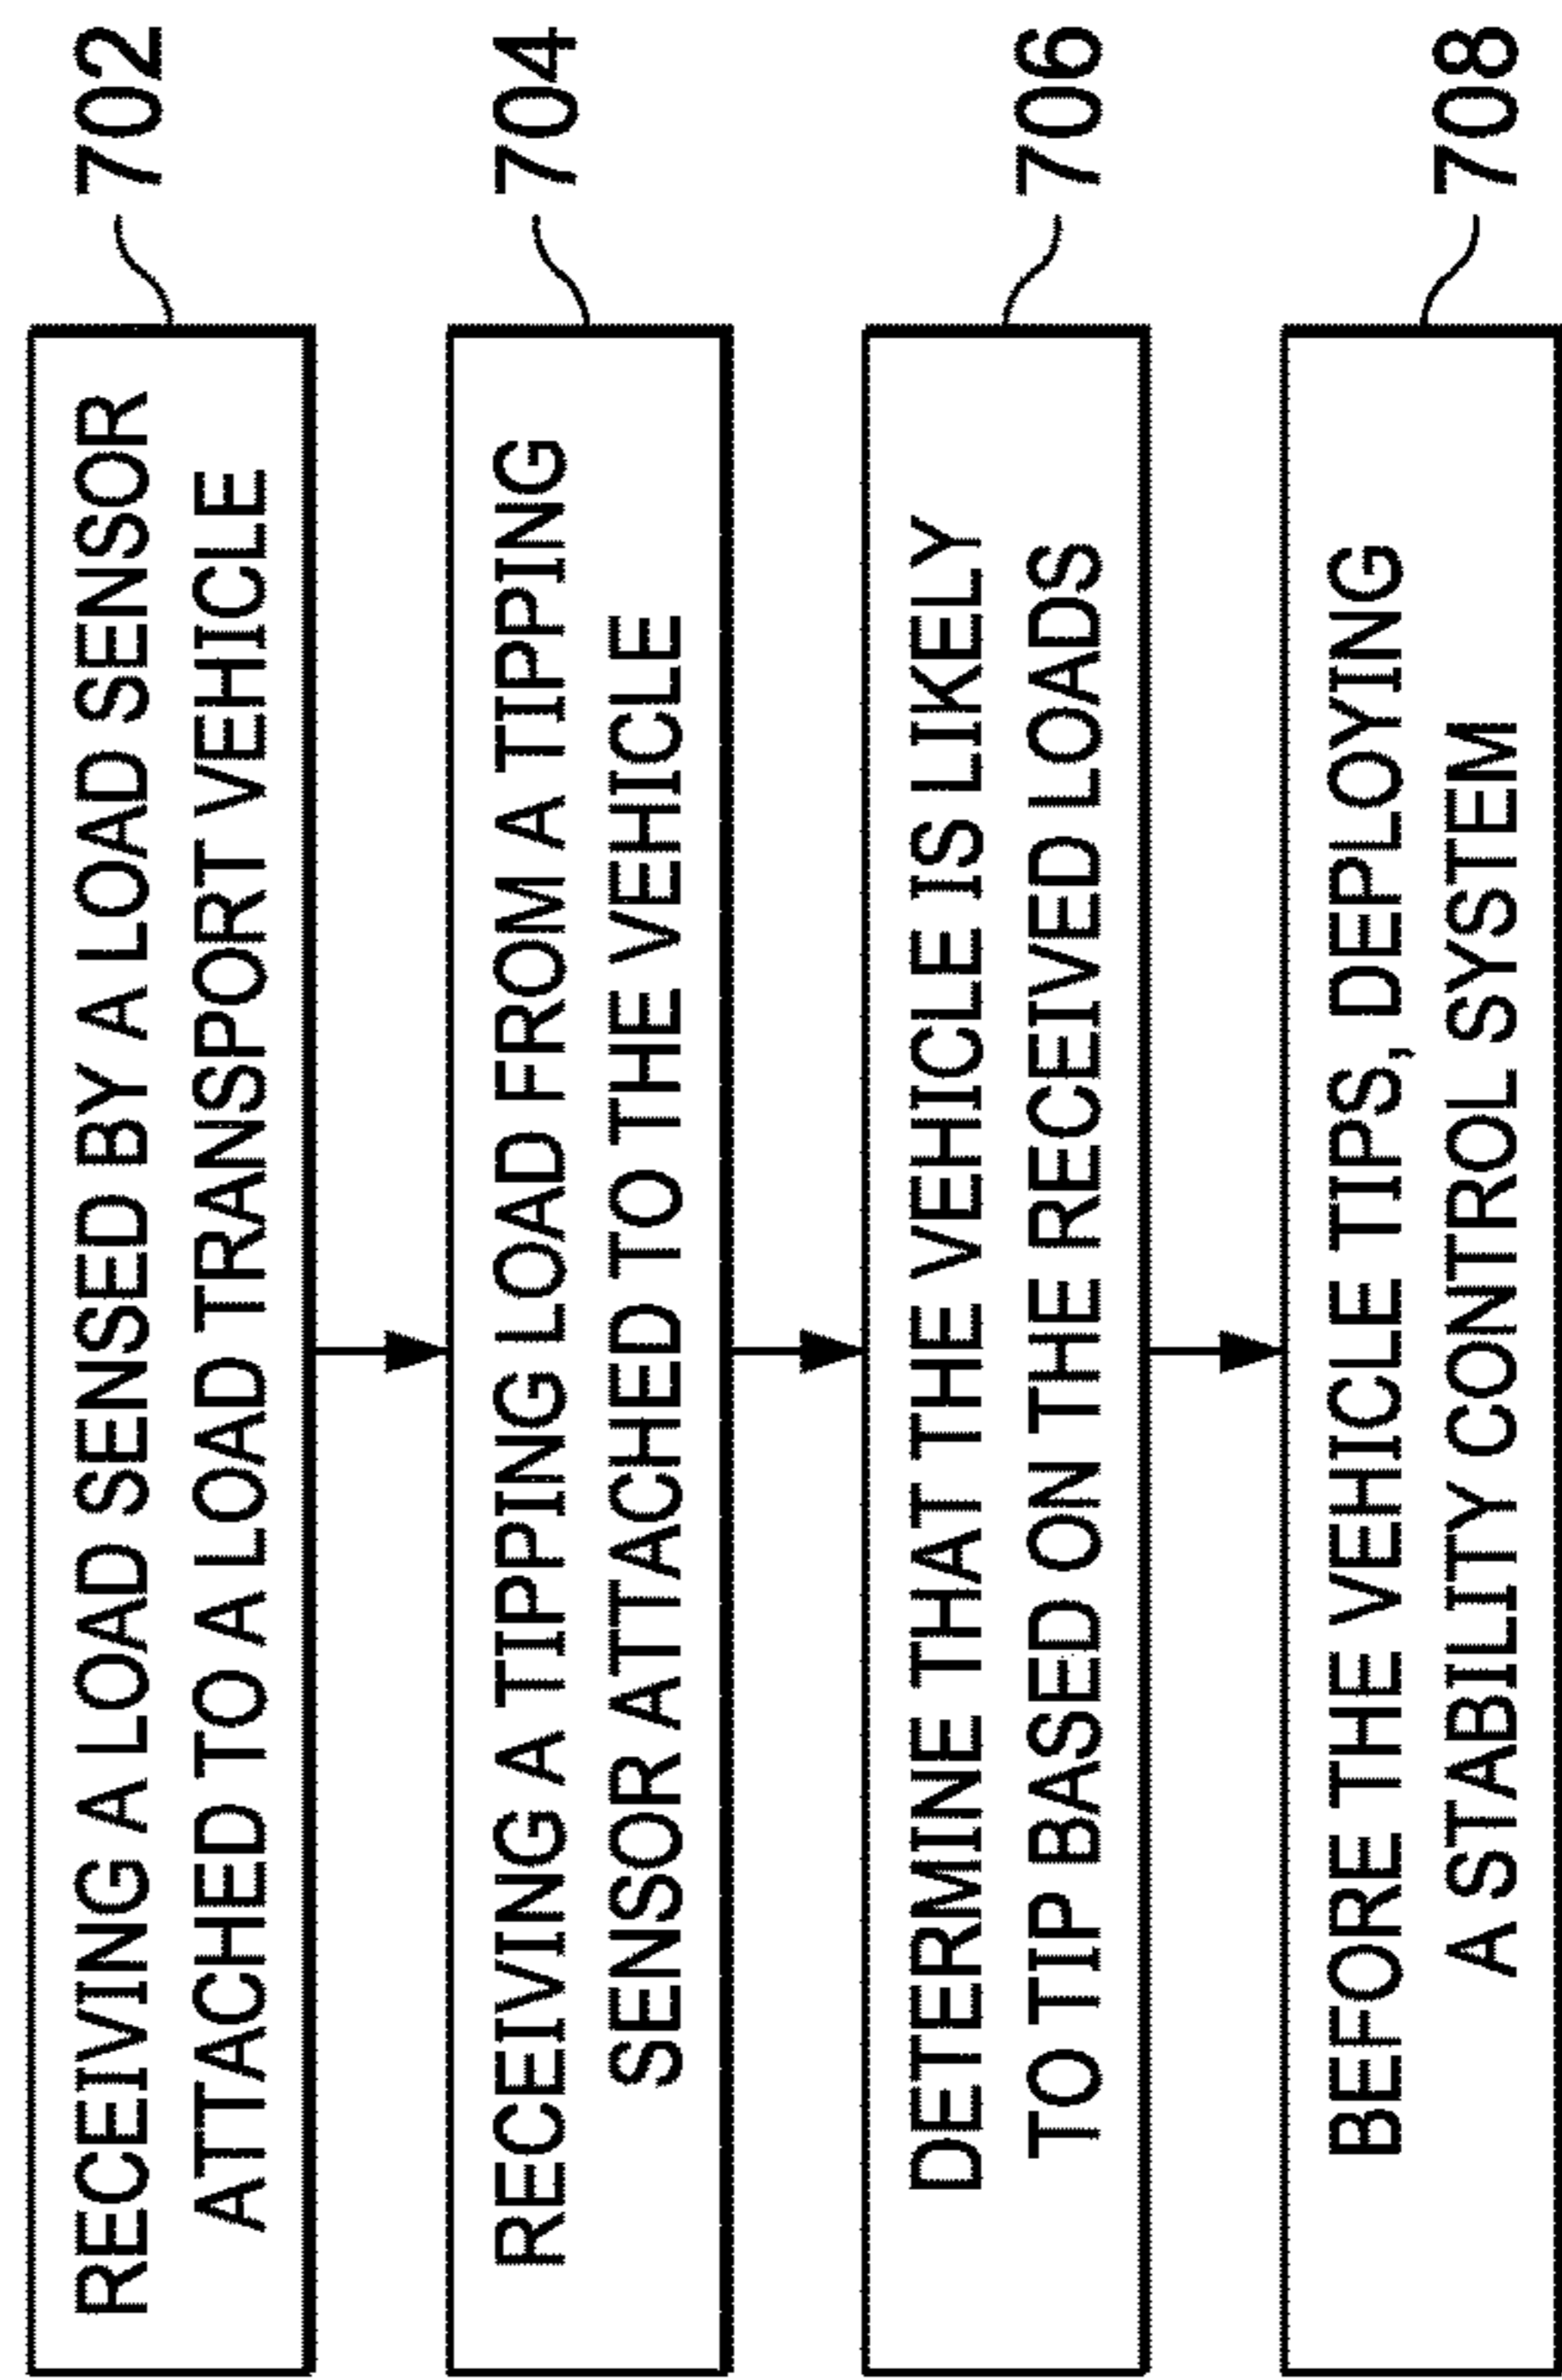 RECEIVING A LOAD SENSED BY A LOAD SENSOR
ATTACHED TO A LOAD TRANSPORT VEHICLE
702
RECEIVING A TIPPING LOAD FROM A TIPPING
SENSOR ATTACHED TO THE VEHICLE
704
DETERMINE THAT THE VEHICLE IS LIKELY
TO TIP BASED ON THE RECEIVED LOADS
706
BEFORE THE VEHICLE TIPS, DEPLOYING
A STABILITY CONTROL SYSTEM
708